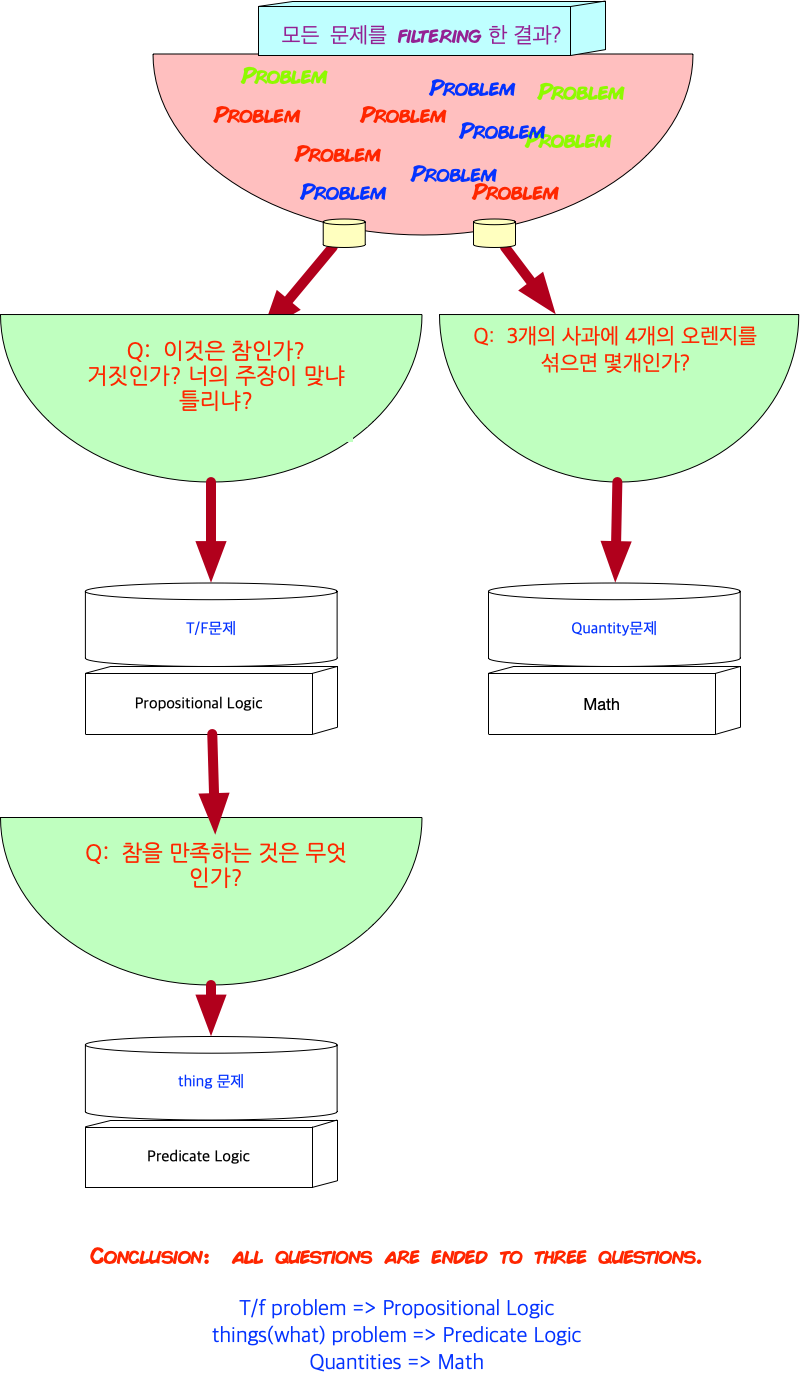 모든 문제를 FILTERING 한 결과?
PROBLEM
PROBLEM
PROBLEM
PROBLEM
PROBLEM
PROBLEM
PROBLEM
PROBLEM
PROBLEM
PROBLEM
PROBLEM
Q: 이것은 참인가?
거짓인가? 너의 주장이 맞냐
틀리냐?
Q: 3개의 사과에 4개의 오렌지를
섞으면 몇개인가?
T/F문제
Propositional Logic
Quantity문제
Math
Q: 참을 만족하는 것은 무엇
인가?
thing 문제
Predicate Logic
CONCLUSION: ALL QUESTIONS ARE ENDED TO THREE QUESTIONS.
T/f problem => Propositional Logic
things(what) problem => Predicate Logic
Quantities => Math